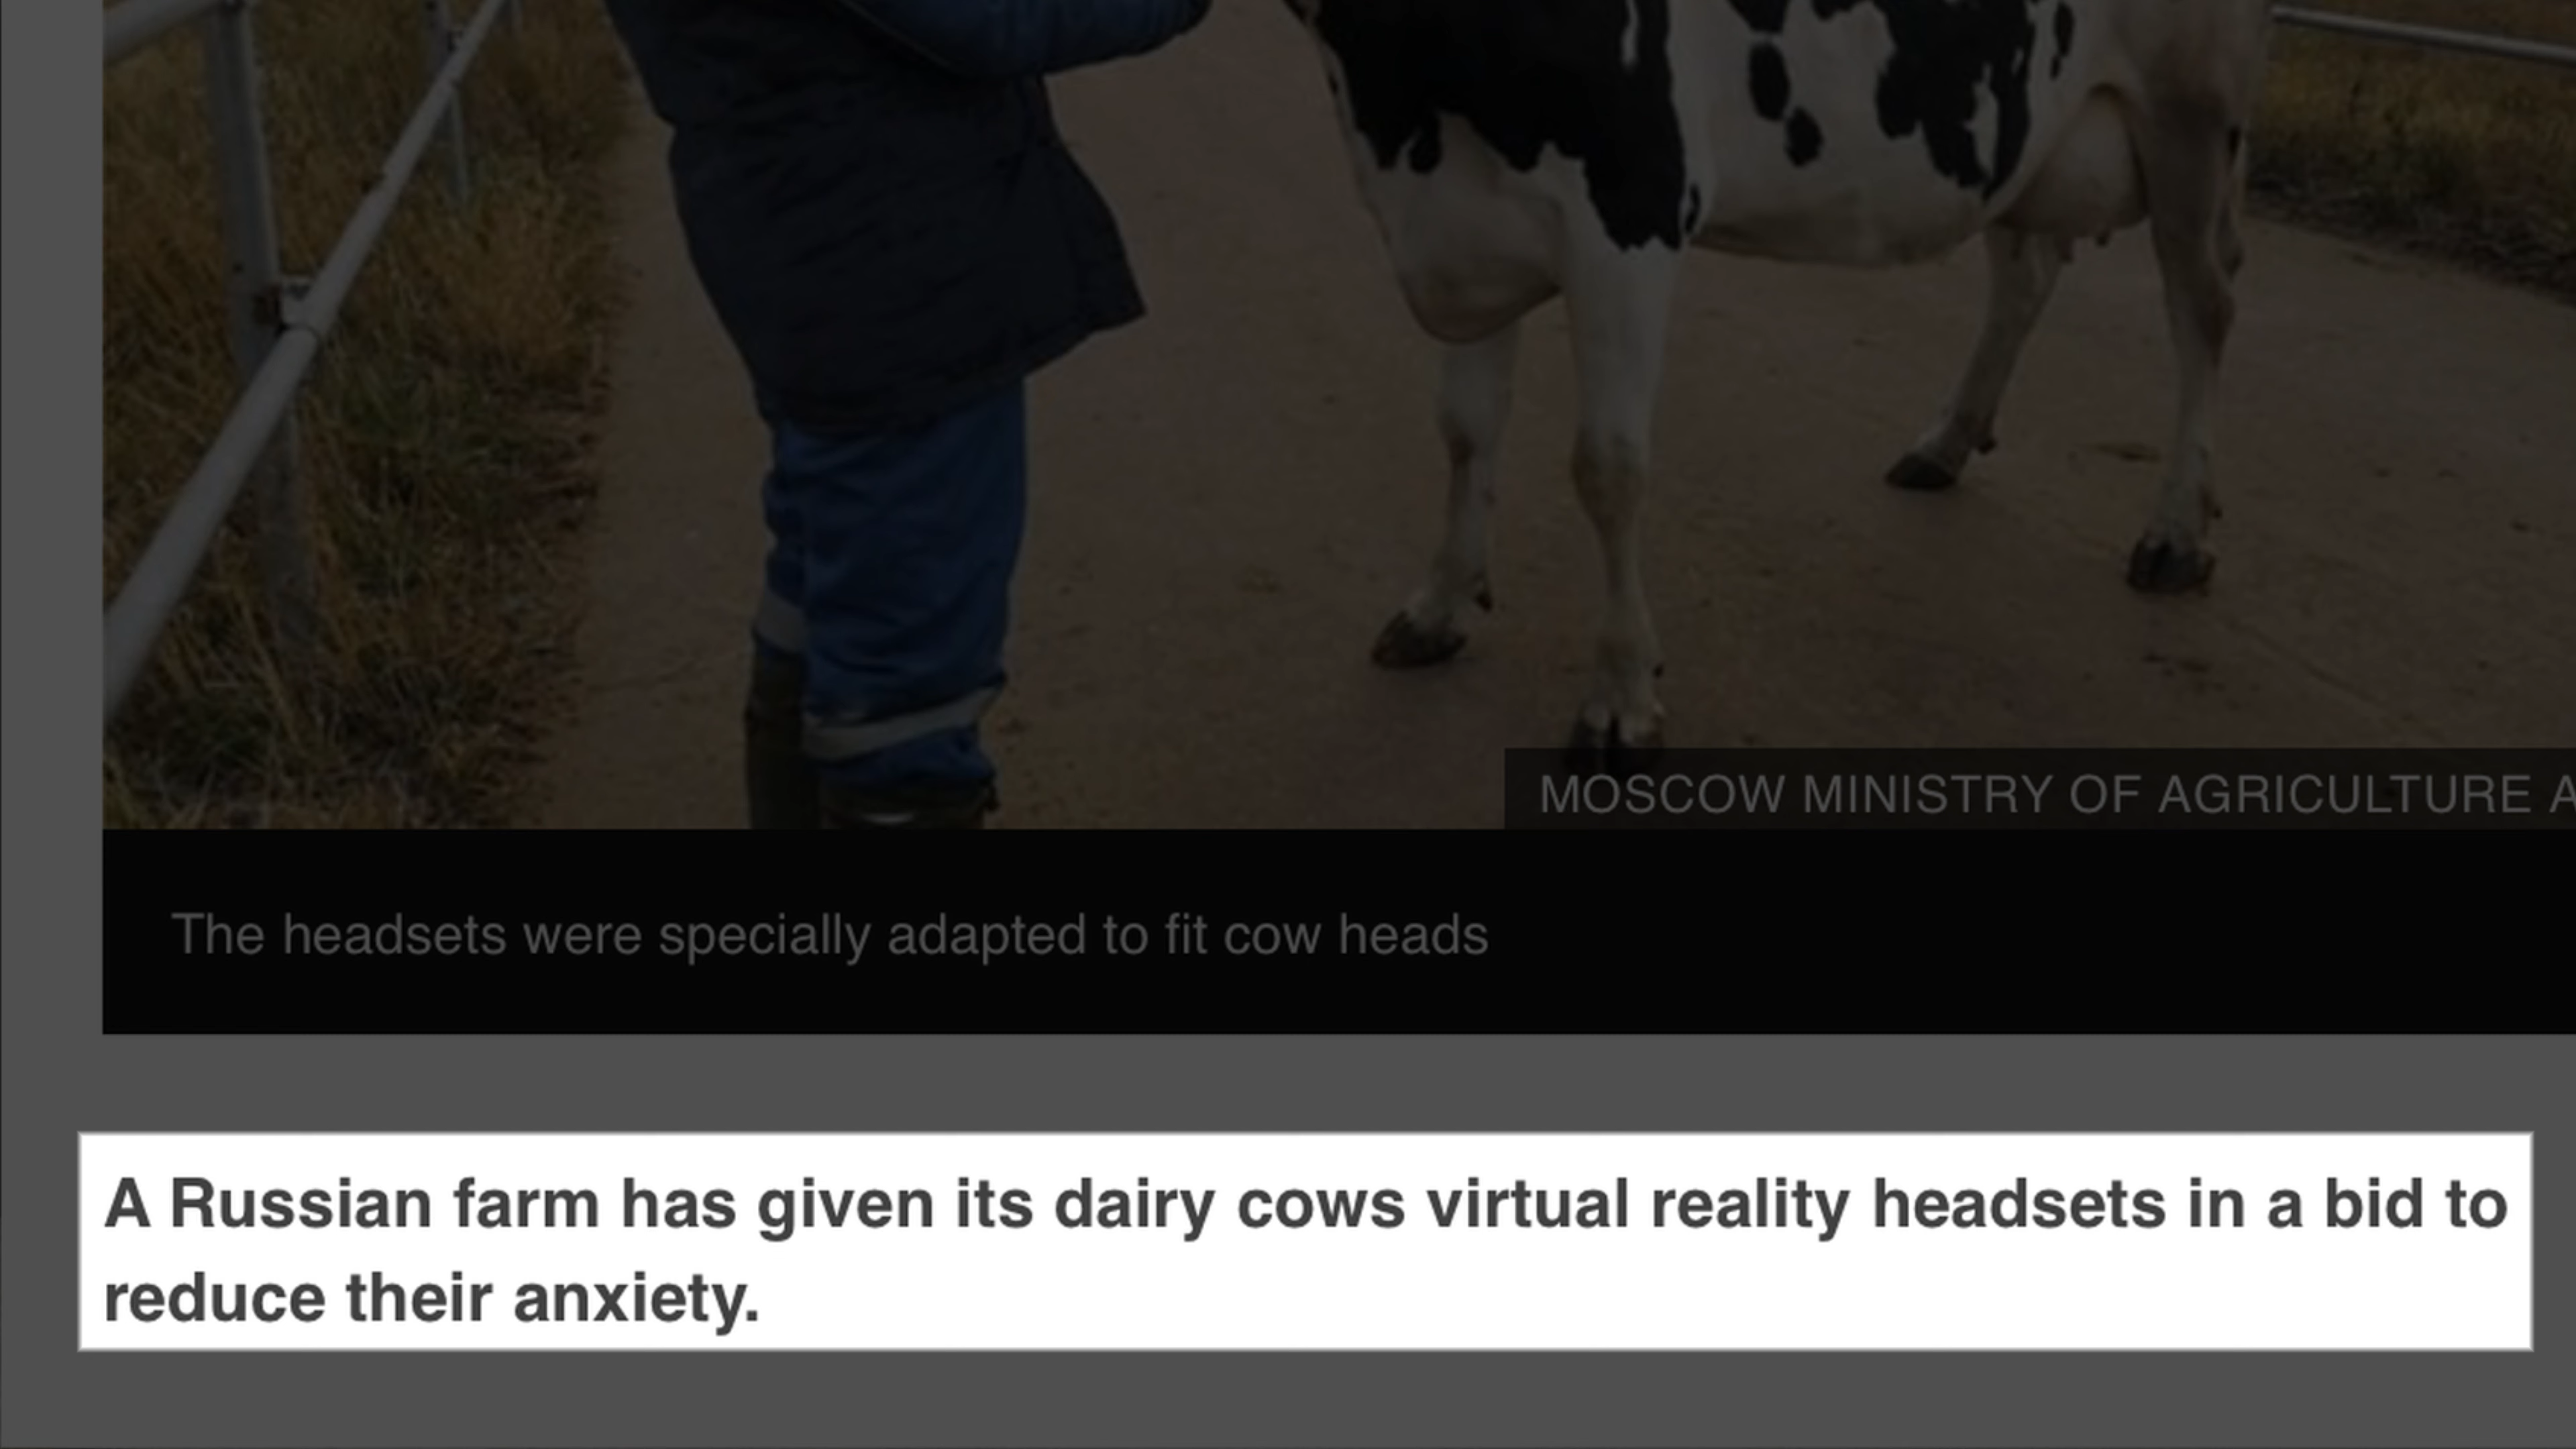 MOSCOW MINISTRY OF AGRICULTURE A
The headsets were specially adapted to fit cow heads
A Russian farm has given its dairy cows virtual reality headsets in a bid to
reduce their anxiety.